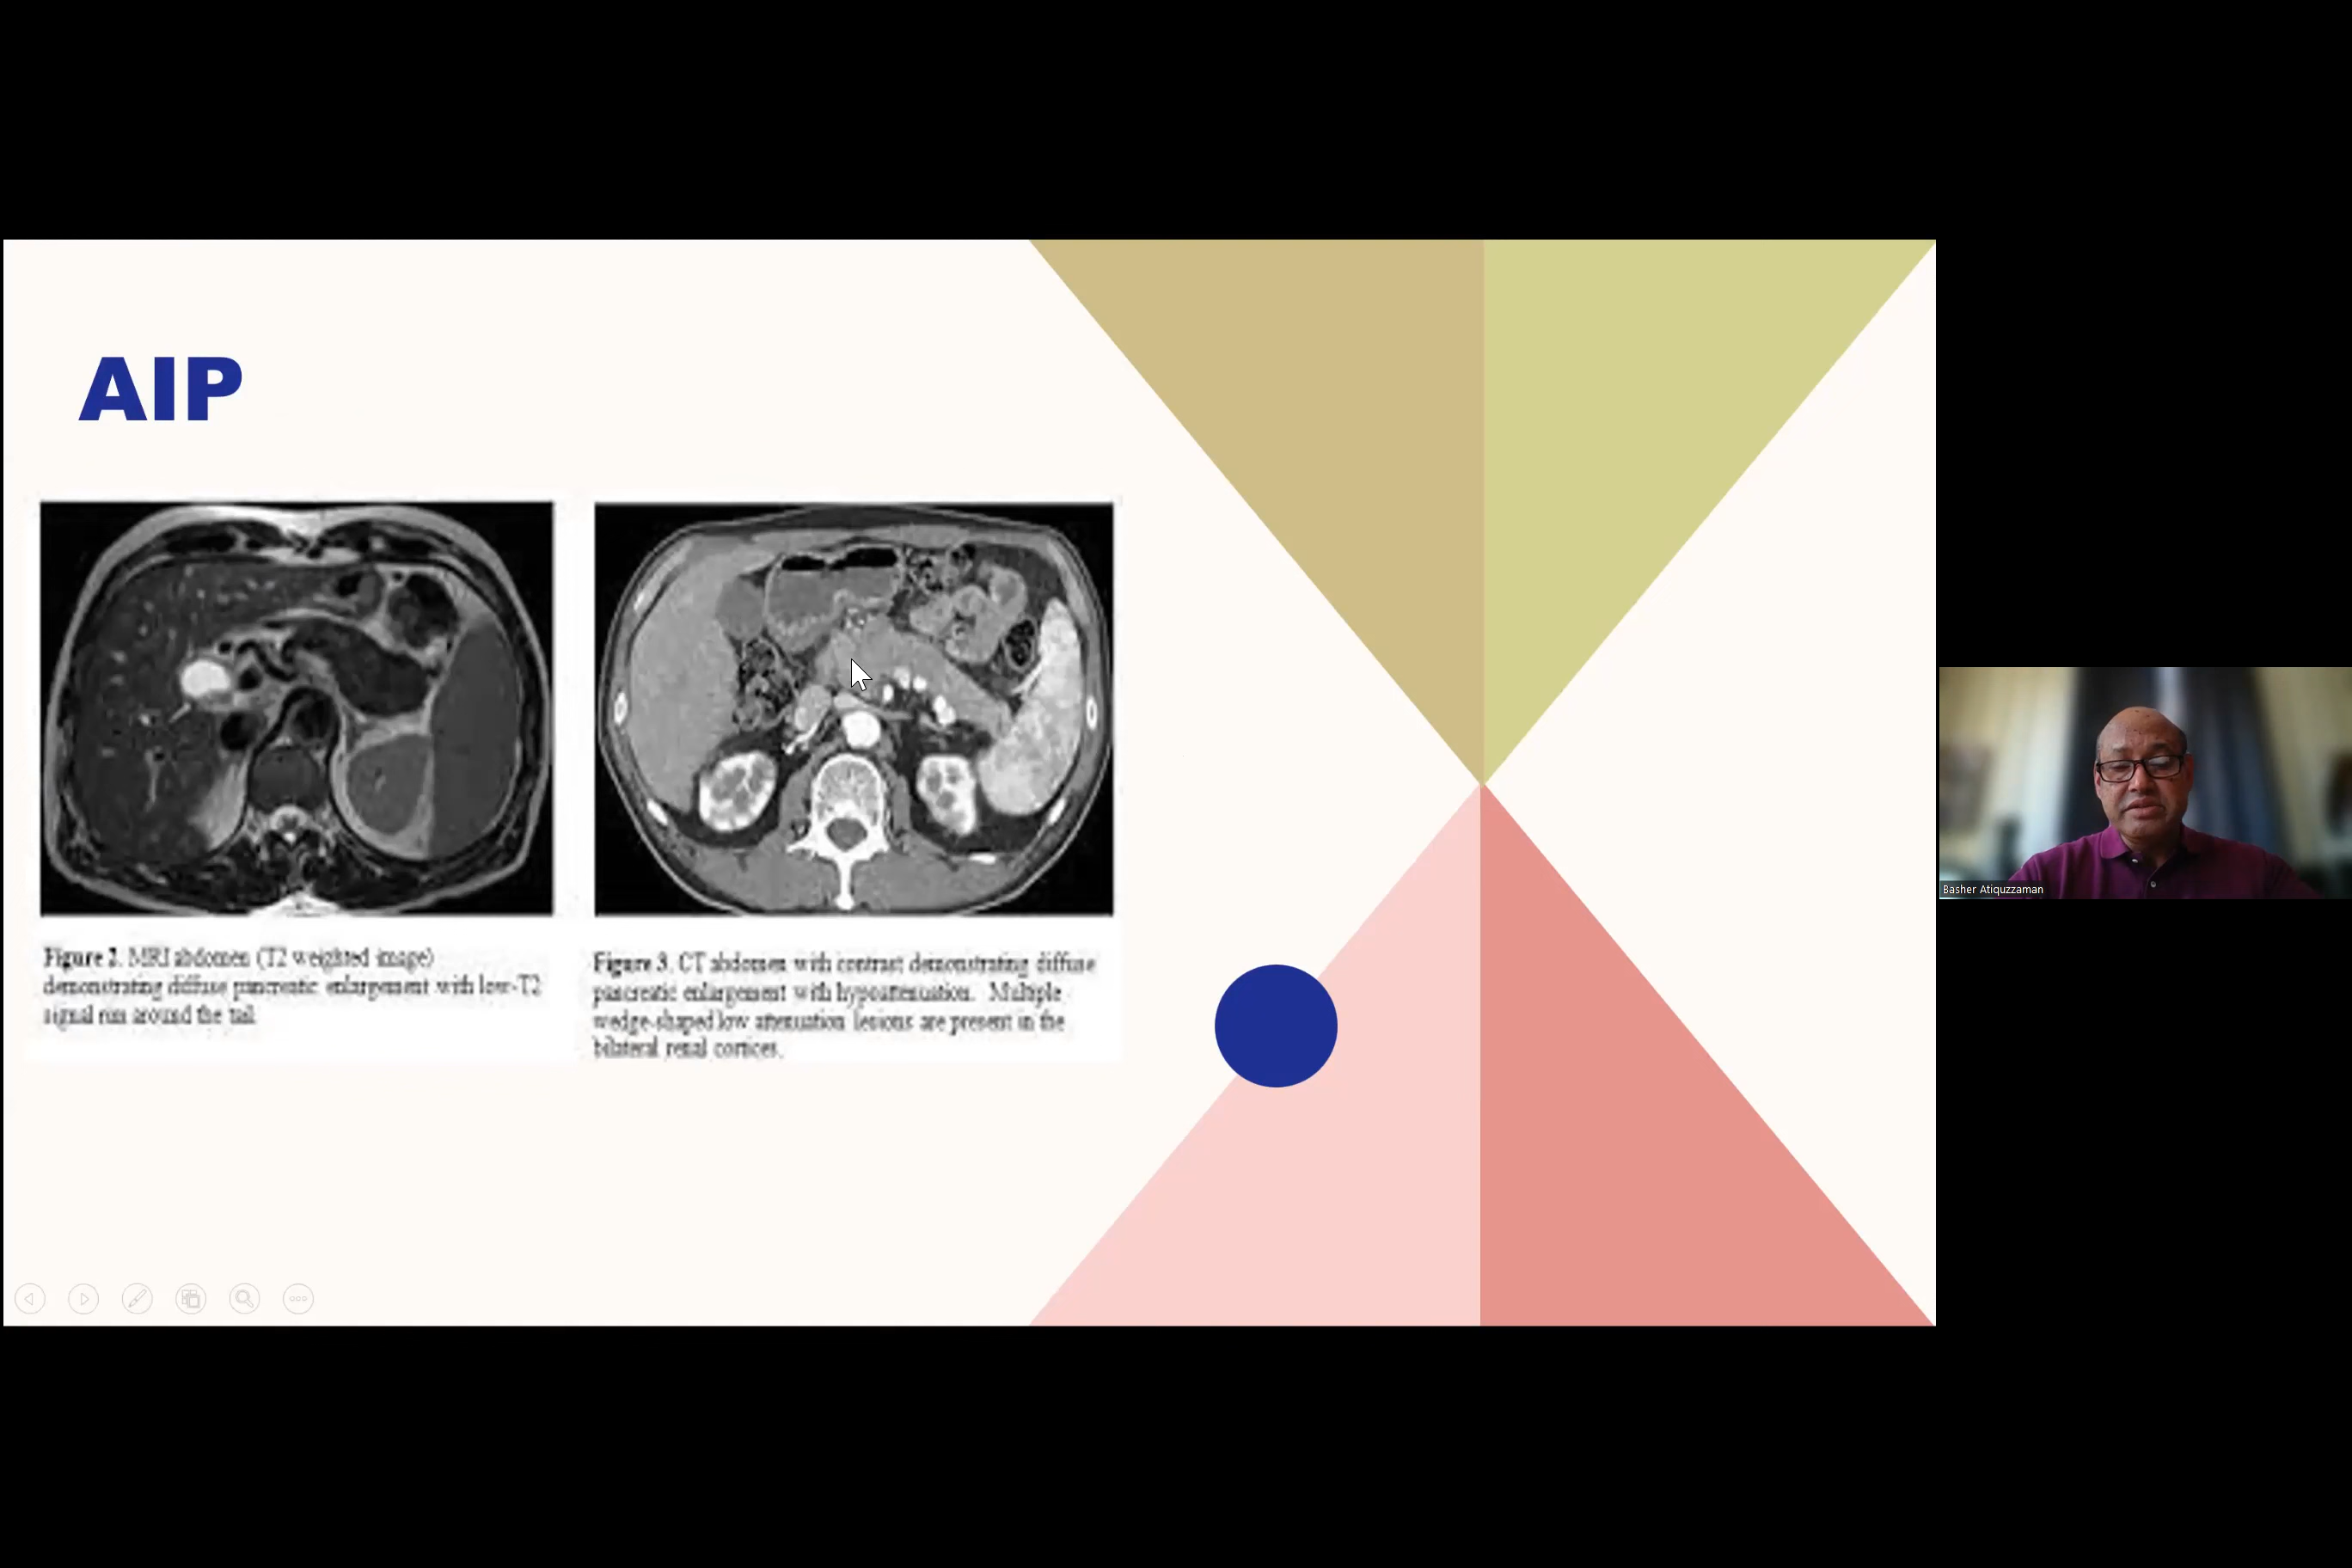 AIP
Figure 2. MRI abdomen (T2 weighted image)
demonstrating diffuse pancreatic enlargement with low-T2
signal rim around the tail.
Figure 3. CT abdomen with contrast demonstrating diffuse
pancreatic enlargement with hypoattenuation. Multiple
wedge-shaped low attenuation lesions are present in the
bilateral renal cortices.
Basher Atiquzzaman